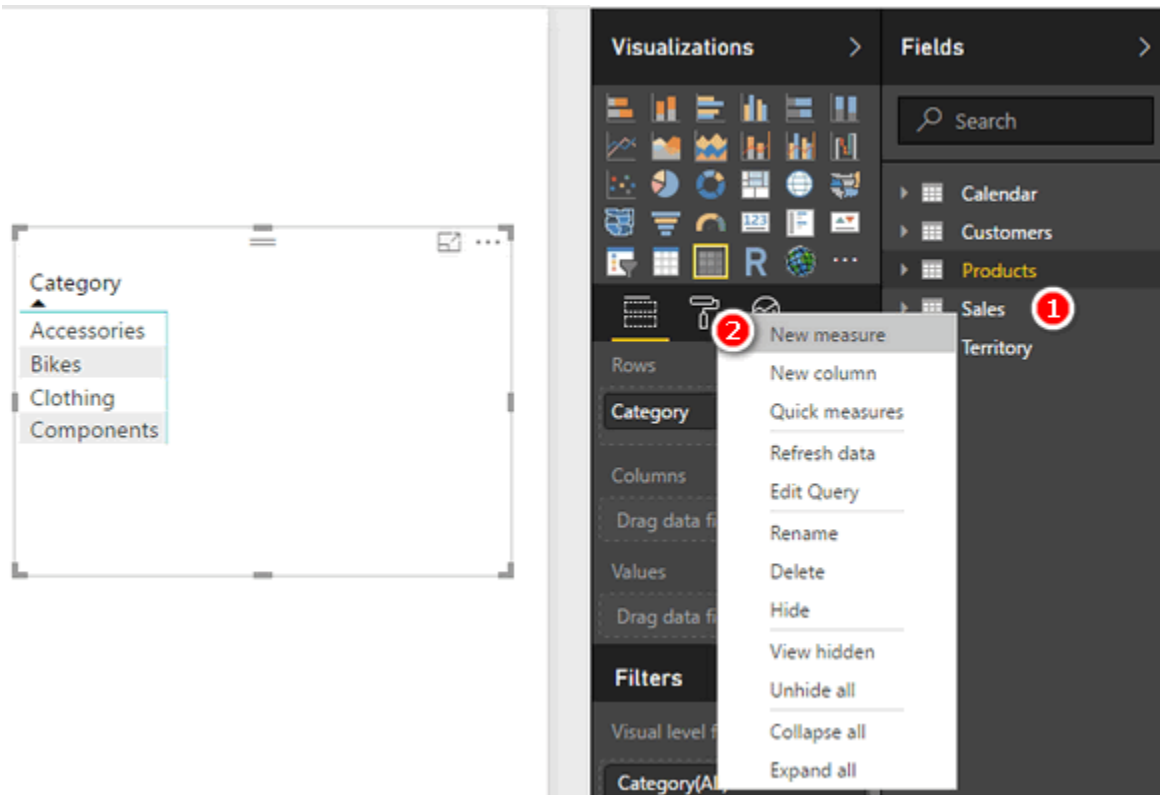 Category
Accessories
Bikes
Clothing
Components
Visualizations
123
R
Rows
Category
Columns
Drag data fi
Values
Drag data fi
Filters
Visual level f
Category(Al
Fields
Search
Calendar
Customers
Products
Sales
1
Territory
2
New measure
New column
Quick measures
Refresh data
Edit Query
Rename
Delete
Hide
View hidden
Unhide all
Collapse all
Expand all